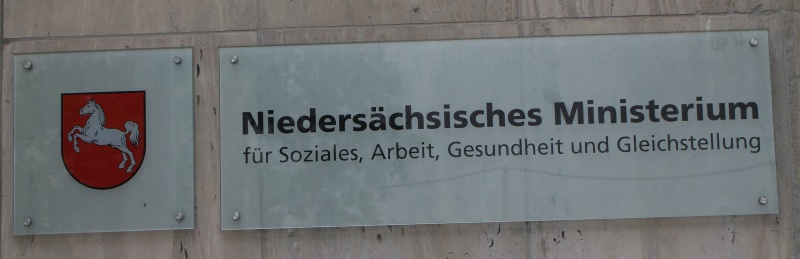 Niedersächsisches Ministerium
für Soziales, Arbeit, Gesundheit und Gleichstellung